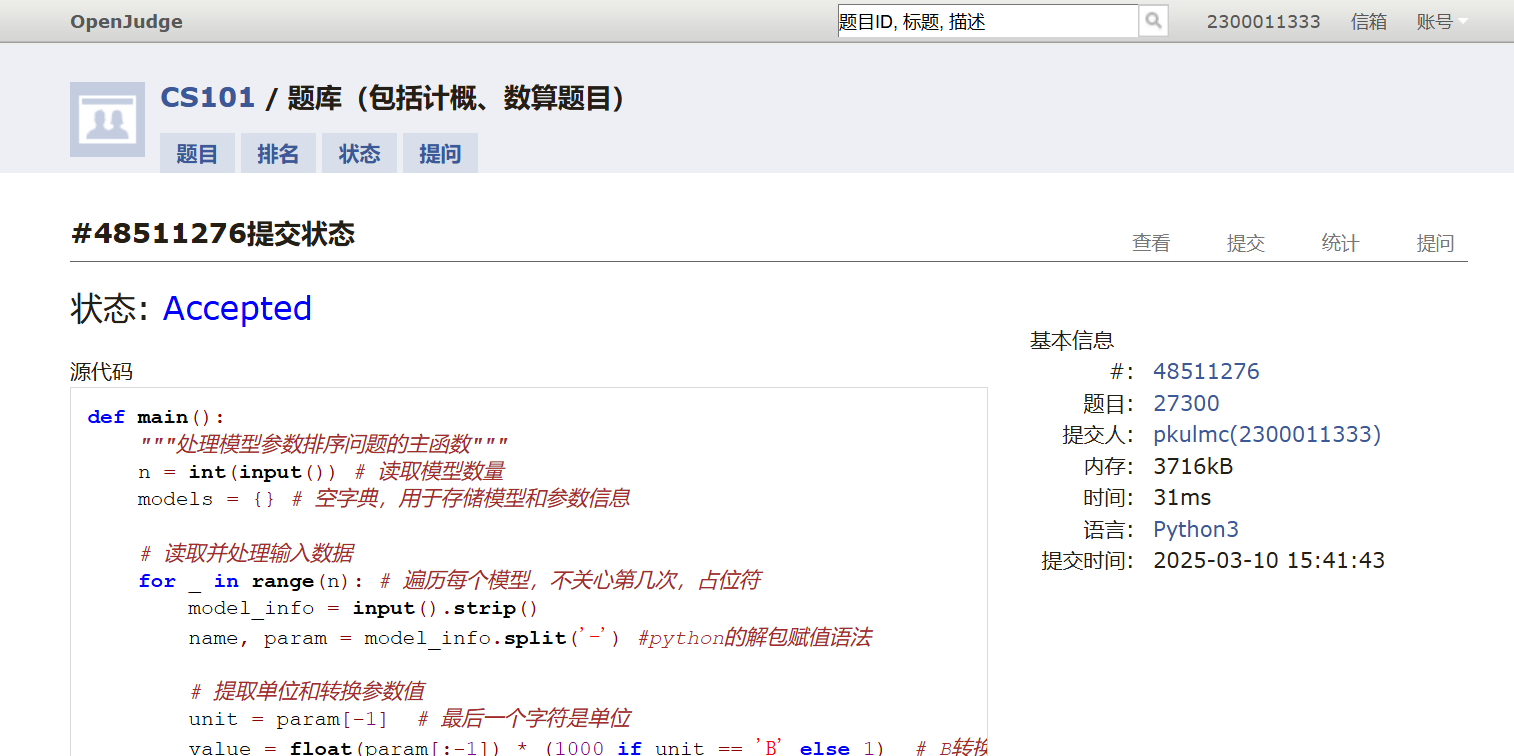 OpenJudge 题目ID, 标题, 描述 2300011333 信箱 账号
CS101 / 题库（包括计概、数算题目）
题目 排名 状态 提问
#48511276提交状态 查看 提交 统计 提问
状态: Accepted
源代码
def main():
"""处理模型参数排序问题的主函数"""
n = int(input()) # 读取模型数量
models = {} # 空字典，用于存储模型和参数信息
# 读取并处理输入数据
for _ in range(n): # 遍历每个模型，不关心第几次，占位符
model_info = input().strip()
name, param = model_info.split('-') #python的解包赋值语法
# 提取单位和转换参数值
unit = param[-1] # 最后一个字符是单位
value = float(param[:-1]) * (1000 if unit == 'B' else 1) # B转换
基本信息
#: 48511276
题目: 27300
提交人: pkulmc(2300011333)
内存: 3716kB
时间: 31ms
语言: Python3
提交时间: 2025-03-10 15:41:43